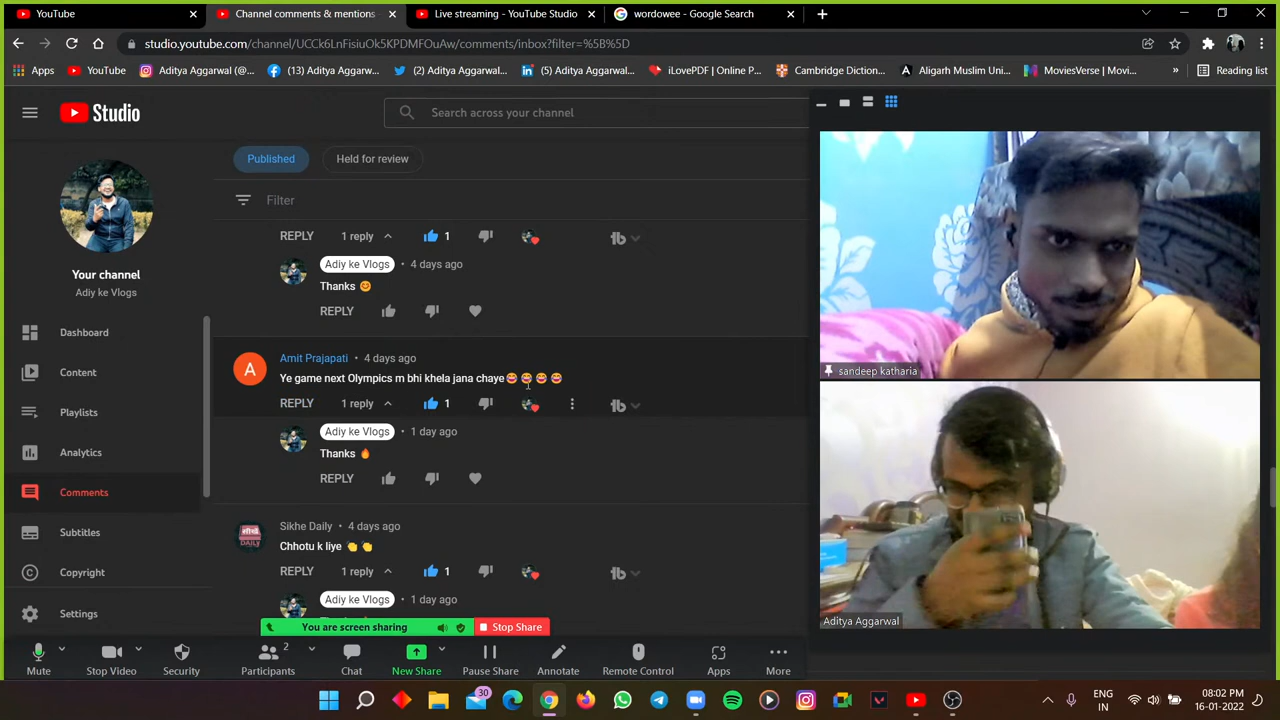 YouTube
Channel comments & mentions
Live streaming - YouTube Studio
wordowee - Google Search
studio.youtube.com/channel/UCCk6LnFisiuOk5KPDMFOuAw/comments/inbox?filter=%5B%5D
Apps
YouTube
Aditya Aggarwal (@...
(13) Aditya Aggarw...
(2) Aditya Aggarwal...
(5) Aditya Aggarwal...
iLovePDF | Online P...
Cambridge Diction...
Aligarh Muslim Uni...
MoviesVerse | Movi...
»
Reading list
Studio
Search across your channel
Published
Held for review
Filter
REPLY 1 reply 1
Adiy ke Vlogs • 4 days ago
Thanks 😊
REPLY
Amit Prajapati • 4 days ago
A
Ye game next Olympics m bhi khela jana chaye😂😂😂😂
REPLY 1 reply 1
Adiy ke Vlogs • 1 day ago
Thanks 🔥
REPLY
Sikhe Daily • 4 days ago
Chhotu k liye 👏 👏
REPLY 1 reply 1
Adiy ke Vlogs • 1 day ago
Your channel
Adiy ke Vlogs
Dashboard
Content
Playlists
Analytics
Comments
Subtitles
Copyright
Settings
sandeep katharia
Aditya Aggarwal
You are screen sharing
Stop Share
Mute
Stop Video
Security
Participants 2
Chat
New Share
Pause Share
Annotate
Remote Control
Apps
More
30
ENG
IN
08:02 PM
16-01-2022